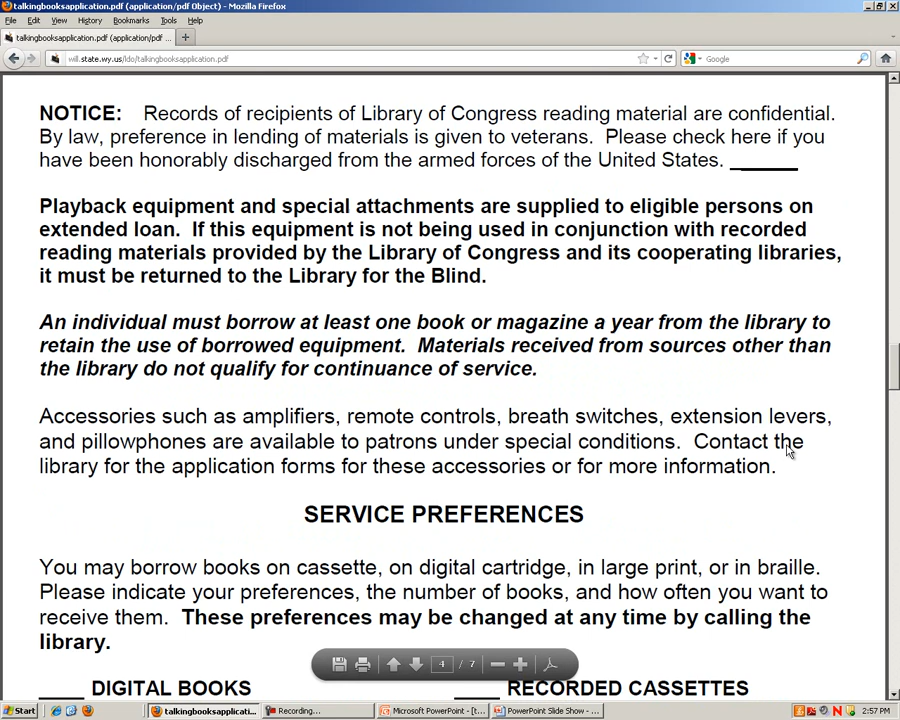 talkingbooksapplication.pdf (application/pdf Object) - Mozilla Firefox
File Edit View History Bookmarks Tools Help
talkingbooksapplication.pdf (application/pdf ...
will.state.wy.us/ldo/talkingbooksapplication.pdf
Google
NOTICE: Records of recipients of Library of Congress reading material are confidential.
By law, preference in lending of materials is given to veterans. Please check here if you
have been honorably discharged from the armed forces of the United States. ______
Playback equipment and special attachments are supplied to eligible persons on
extended loan. If this equipment is not being used in conjunction with recorded
reading materials provided by the Library of Congress and its cooperating libraries,
it must be returned to the Library for the Blind.
An individual must borrow at least one book or magazine a year from the library to
retain the use of borrowed equipment. Materials received from sources other than
the library do not qualify for continuance of service.
Accessories such as amplifiers, remote controls, breath switches, extension levers,
and pillowphones are available to patrons under special conditions. Contact the
library for the application forms for these accessories or for more information.
SERVICE PREFERENCES
You may borrow books on cassette, on digital cartridge, in large print, or in braille.
Please indicate your preferences, the number of books, and how often you want to
receive them. These preferences may be changed at any time by calling the
library.
4 / 7
____ DIGITAL BOOKS ____ RECORDED CASSETTES
Start talkingbooksapplicati... Recording... Microsoft PowerPoint - [t... PowerPoint Slide Show - ... 2:57 PM